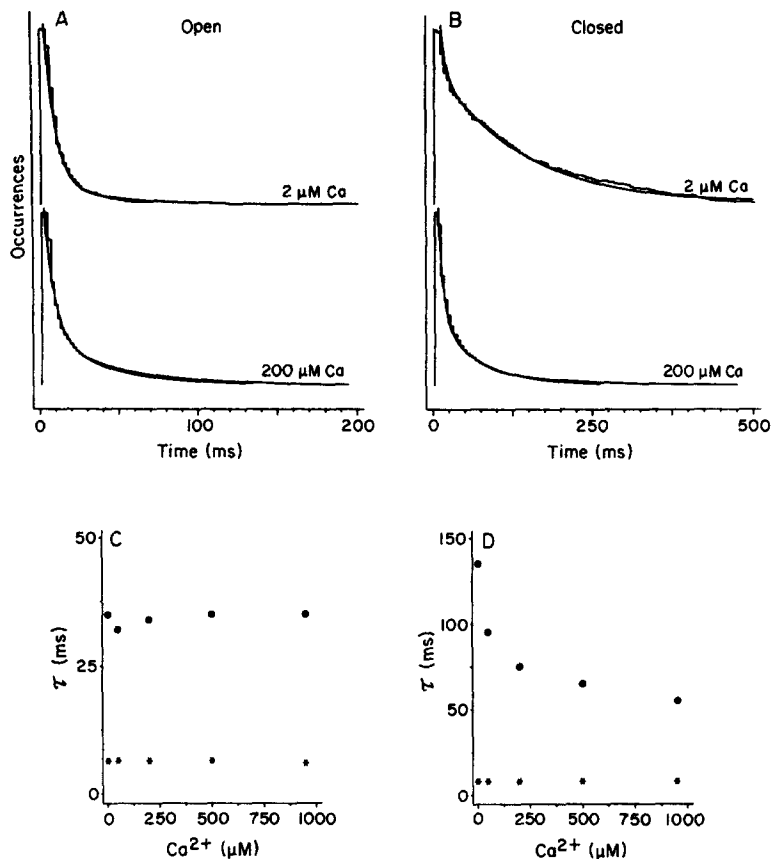 A
Open
B
Closed
Occurrences
2 μM Ca
2 μM Ca
200 μM Ca
200 μM Ca
0
100
200
Time (ms)
0
250
500
Time (ms)
C
50
25
0
τ (ms)
0
250
500
750
1000
Ca2+ (μM)
D
150
100
50
0
τ (ms)
0
250
500
750
1000
Ca2+ (μM)